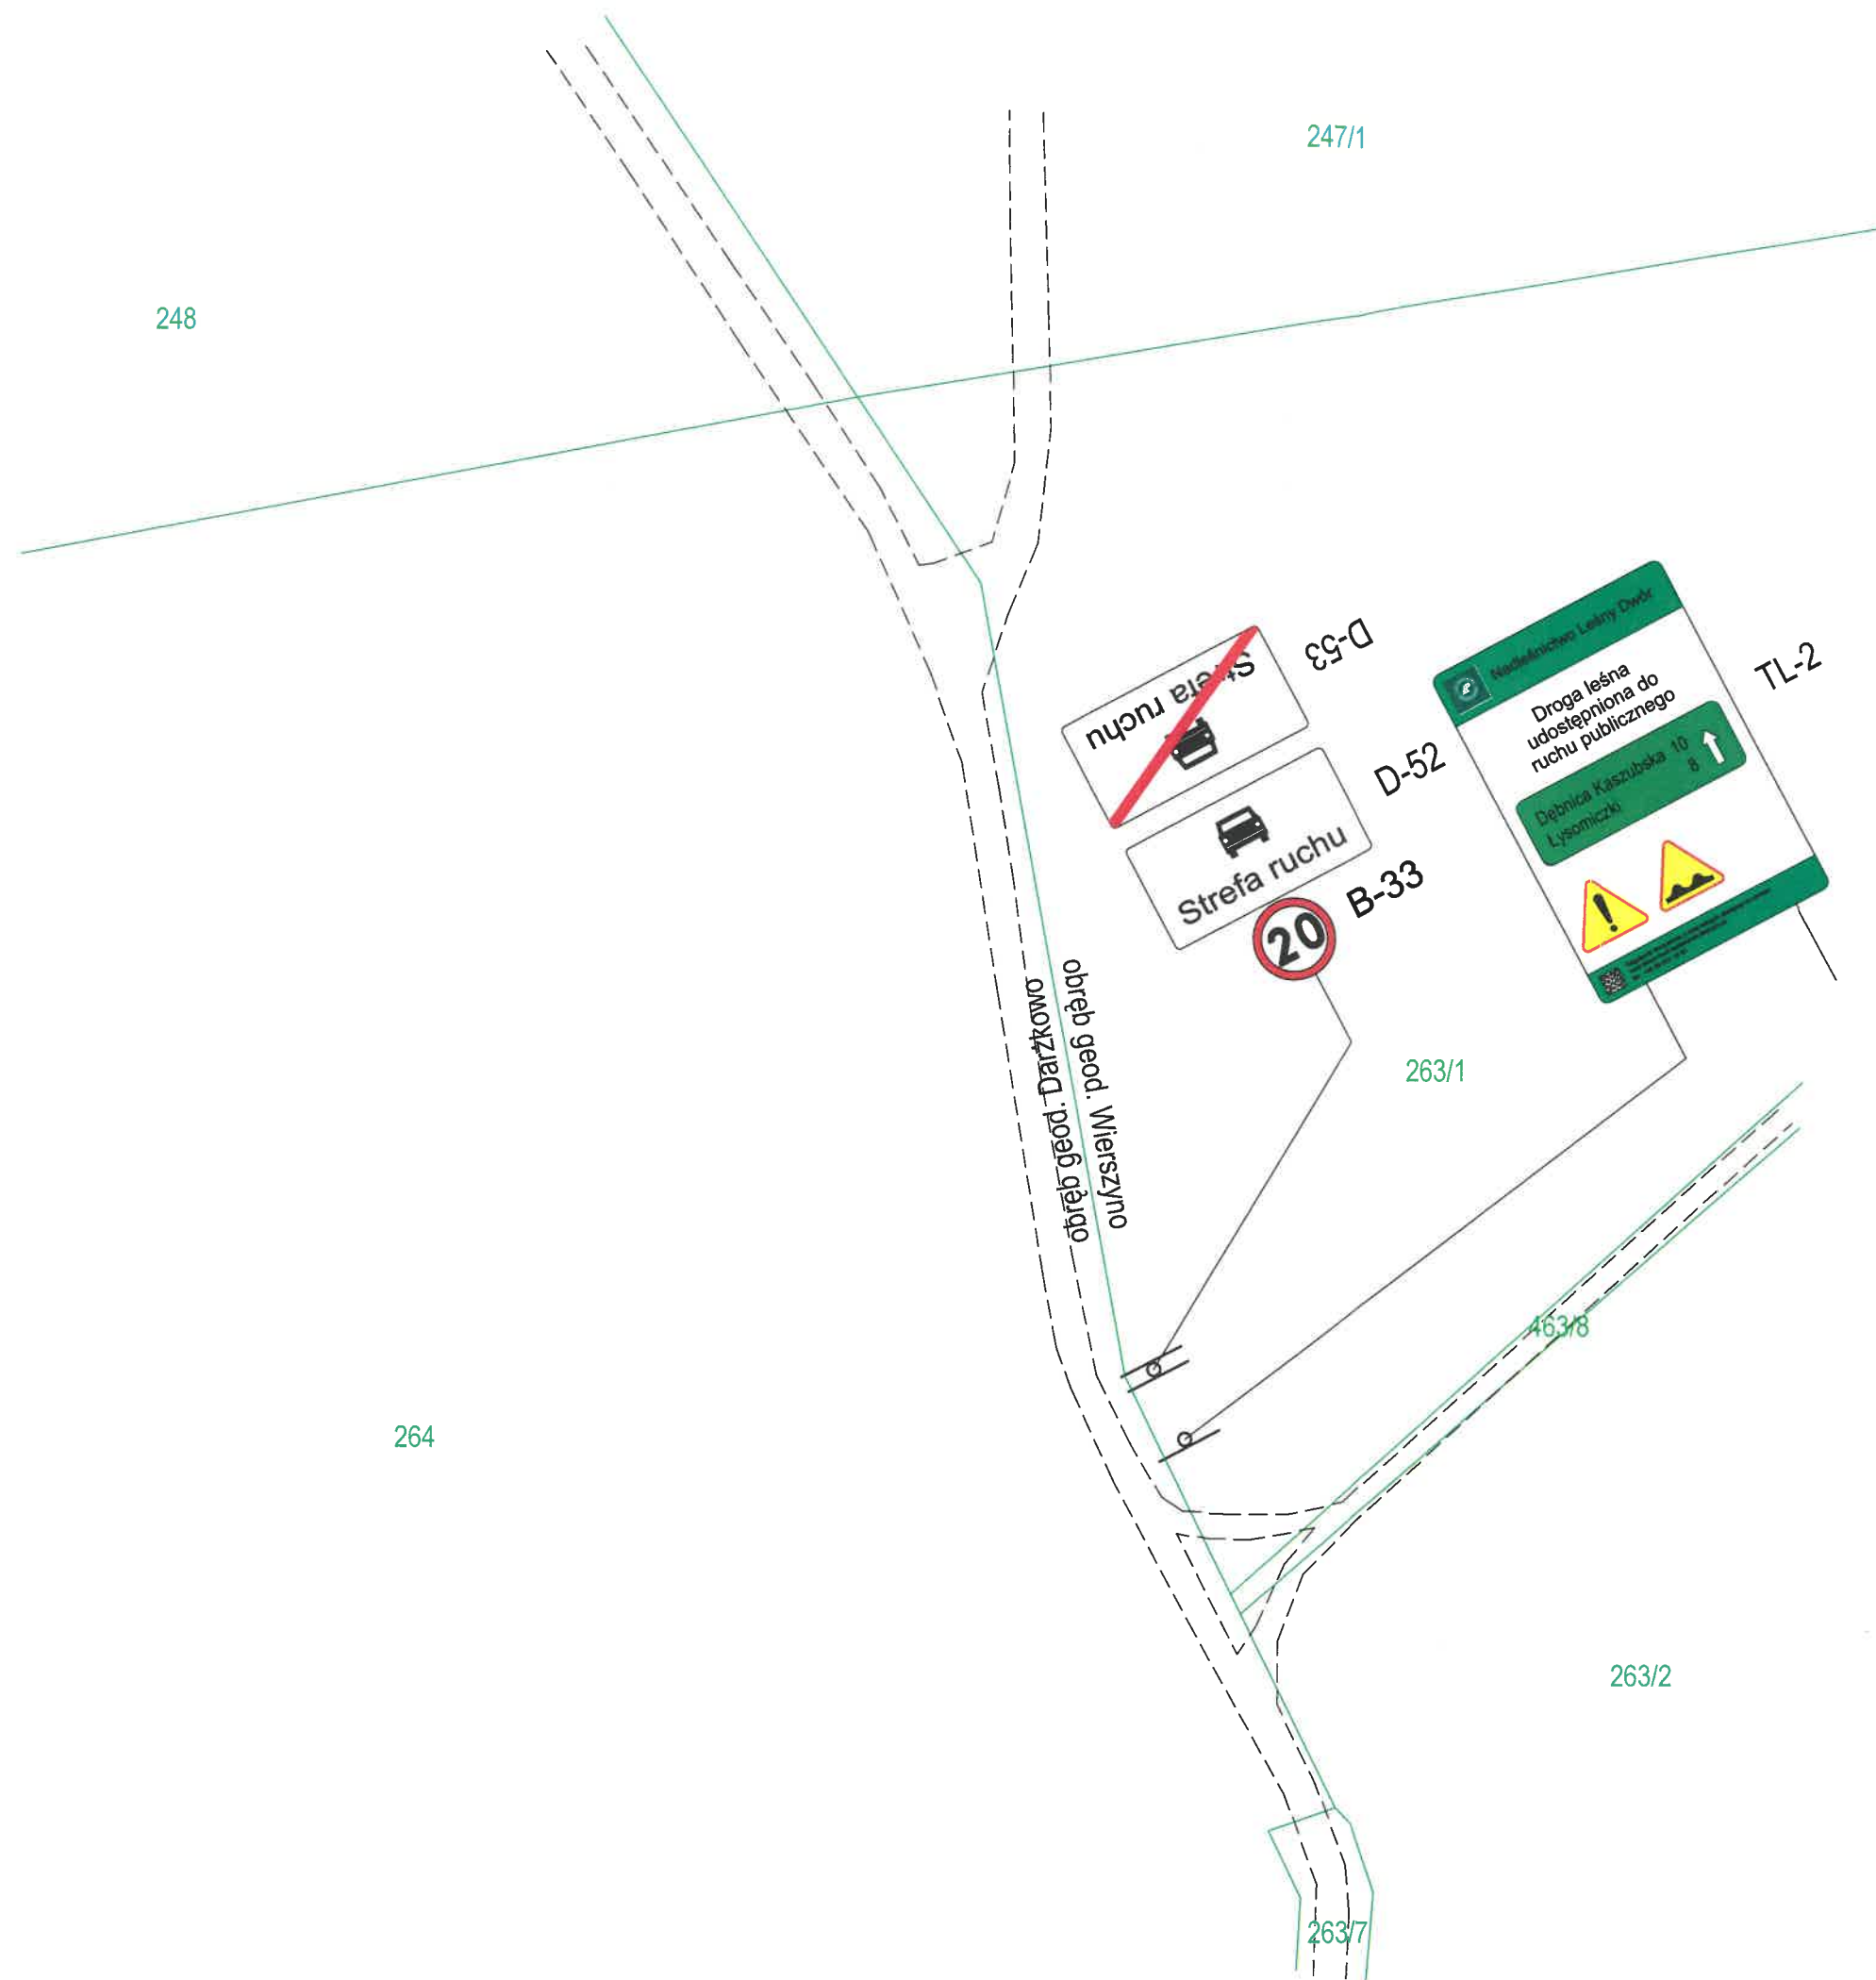 247/1
248
D-53
Strefa ruchu
D-52
Strefa ruchu
B-33
20
Nadleśnictwo Leśny Dwór
TL-2
Droga leśna
udostępniona do
ruchu publicznego
Dębnica Kaszubska 10
Łysomiczki 8
obręb geod. Darżkowo
obręb geod. Wierszyno
263/1
463/8
264
263/2
263/7